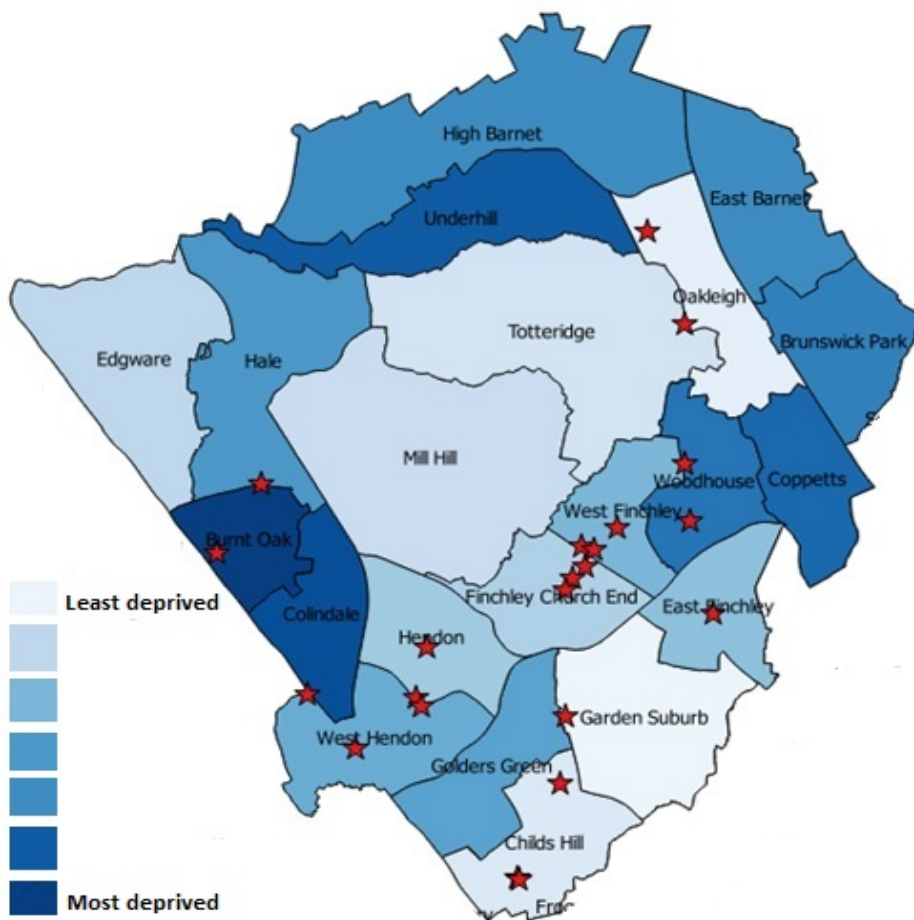 High Barnet
East Barnet
Underhill
Oakleigh
Totteridge
Brunswick Park
Edgware
Hale
Mill Hill
Woodhouse
Coppetts
West Finchley
Burnt Oak
Least deprived
Colindale
Finchley Church End
East Finchley
Hendon
Garden Suburb
West Hendon
Golders Green
Childs Hill
Most deprived